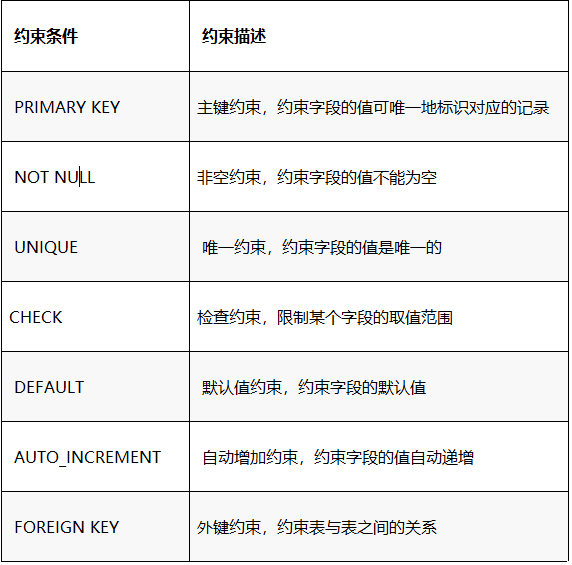 约束条件 约束描述
PRIMARY KEY 主键约束，约束字段的值可唯一地标识对应的记录
NOT NULL 非空约束，约束字段的值不能为空
UNIQUE 唯一约束，约束字段的值是唯一的
CHECK 检查约束，限制某个字段的取值范围
DEFAULT 默认值约束，约束字段的默认值
AUTO_INCREMENT 自动增加约束，约束字段的值自动递增
FOREIGN KEY 外键约束，约束表与表之间的关系